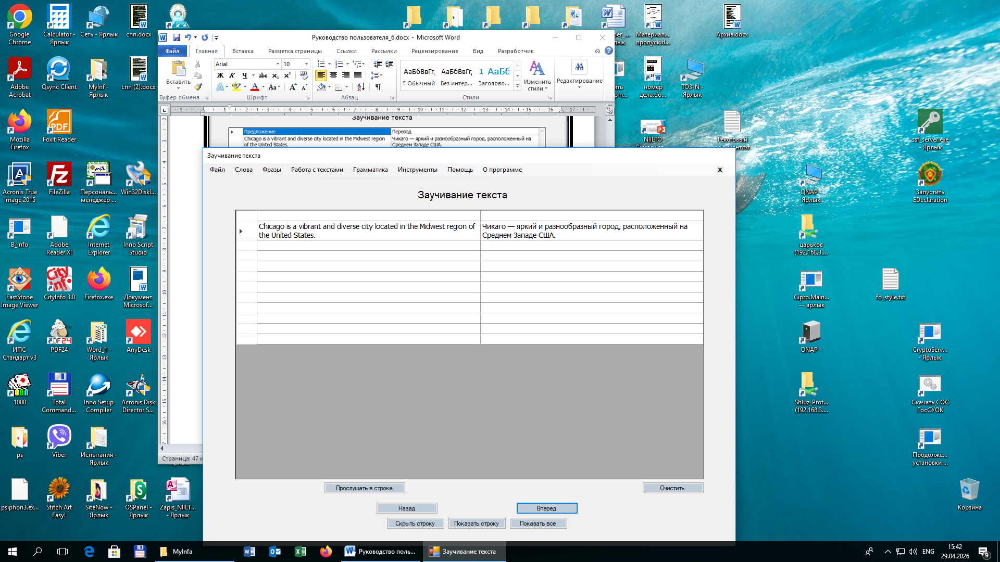 Google
Chrome
Calculator -
Ярлык
Сеть - Ярлык
cnn.docx
Материал...
пропуск.d...
Архив.docx
Adobe
Acrobat
Qsync Client
MyInf -
Ярлык
cnn (2).docx
номер
дела.do...
ТОЗ-N -
Ярлык
Mozilla
Firefox
Foxit Reader
NIILTO
Текстовый
документ.txt
ssf_server.exe
- Ярлык
Acronis True
Image 2015
FileZilla
Персональ...
менеджер ...
Win32DiskI...
QNAP
Ярлык
Запустить
EDeclaration
B_info
Adobe
Reader XI
Internet
Explorer
Inno Script
Studio
царьков
(192.168.3....
FastStone
Image Viewer
CityInfo 3.0
Firefox.exe
Документ
Microsof...
Gipro.Main...
— ярлык
fo_style.txt
ИПС
Стандарт v3
PDF24
Word_1 -
Ярлык
AnyDesk
QNAP -
CryptoServ...
- Ярлык
1000
Total
Command...
Inno Setup
Compiler
Acronis Disk
Director S...
Shluz_Prot...
(192.168.3....
Скачать СОС
ГосСУОК
ps
Viber
Испытания -
Ярлык
Продолже...
установки ...
psiphon3.ex...
Stitch Art
Easy!
SiteNow -
Ярлык
OSPanel -
Ярлык
Zapis_NIILT...
- Ярлык
Корзина
Руководство пользователя_6.docx - Microsoft Word
Файл Главная Вставка Разметка страницы Ссылки Рассылки Рецензирование Вид Разработчик
Вставить
Arial 10
Ж К Ч abc x₂ x²
АаБбВвГг, АаБбВвГг, 1 АаБб
¶ Обычный Без интер... Заголово...
Изменить
стили
Редактирование
Буфер обмена Шрифт Абзац Стили
Заучивание текста
Предложение Перевод
Chicago is a vibrant and diverse city located in the Midwest region
of the United States.
Чикаго — яркий и разнообразный город, расположенный на
Среднем Западе США.
Страница: 47 и
Заучивание текста
Файл Слова Фразы Работа с текстами Грамматика Инструменты Помощь О программе X
Заучивание текста
Chicago is a vibrant and diverse city located in the Midwest region of
the United States.
Чикаго — яркий и разнообразный город, расположенный на
Среднем Западе США.
Прослушать в строке
Очистить
Назад
Вперед
Скрыть строку
Показать строку
Показать все
MyInfa
Руководство поль...
Заучивание текста
ENG
15:42
29.04.2026
9